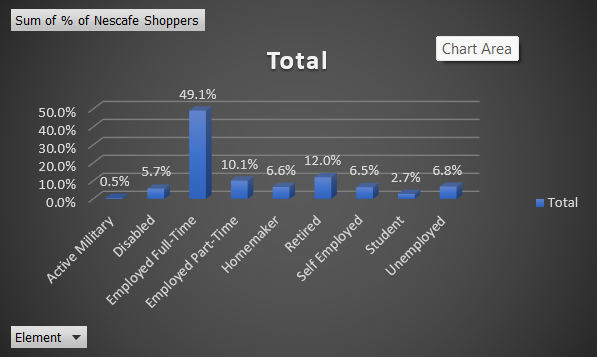 Sum of % of Nescafe Shoppers
Chart Area
Total
49.1%
50.0%
40.0%
30.0%
20.0%
10.0%
0.0%
0.5%
5.7%
10.1%
6.6%
12.0%
6.5%
2.7%
6.8%
Total
Active Military
Disabled
Employed Full-Time
Employed Part-Time
Homemaker
Retired
Self Employed
Student
Unemployed
Element